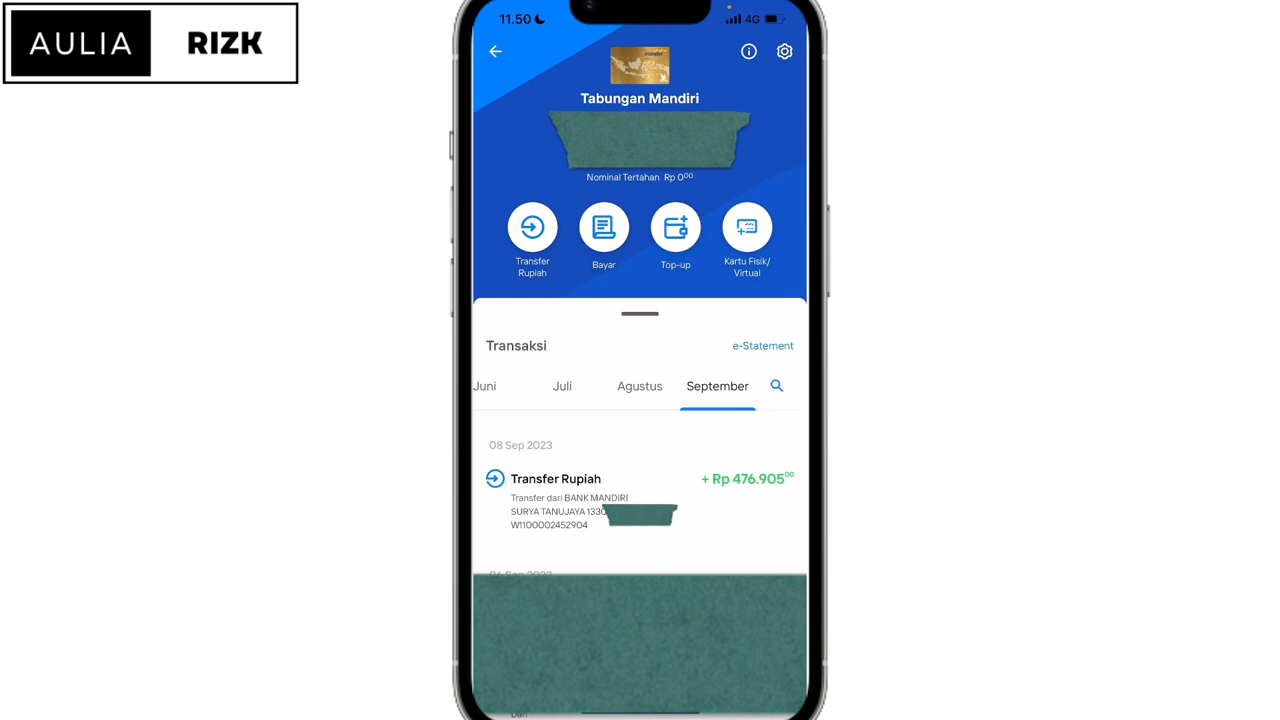 AULIA RIZK
11.50 4G
Tabungan Mandiri
Nominal Tertahan Rp 0⁰⁰
Transfer Rupiah
Bayar
Top-up
Kartu Fisik/ Virtual
Transaksi e-Statement
Juni Juli Agustus September
08 Sep 2023
Transfer Rupiah + Rp 476.905⁰⁰
Transfer dari BANK MANDIRI
SURYA TANUJAYA 1330
W1100002452904
Dari